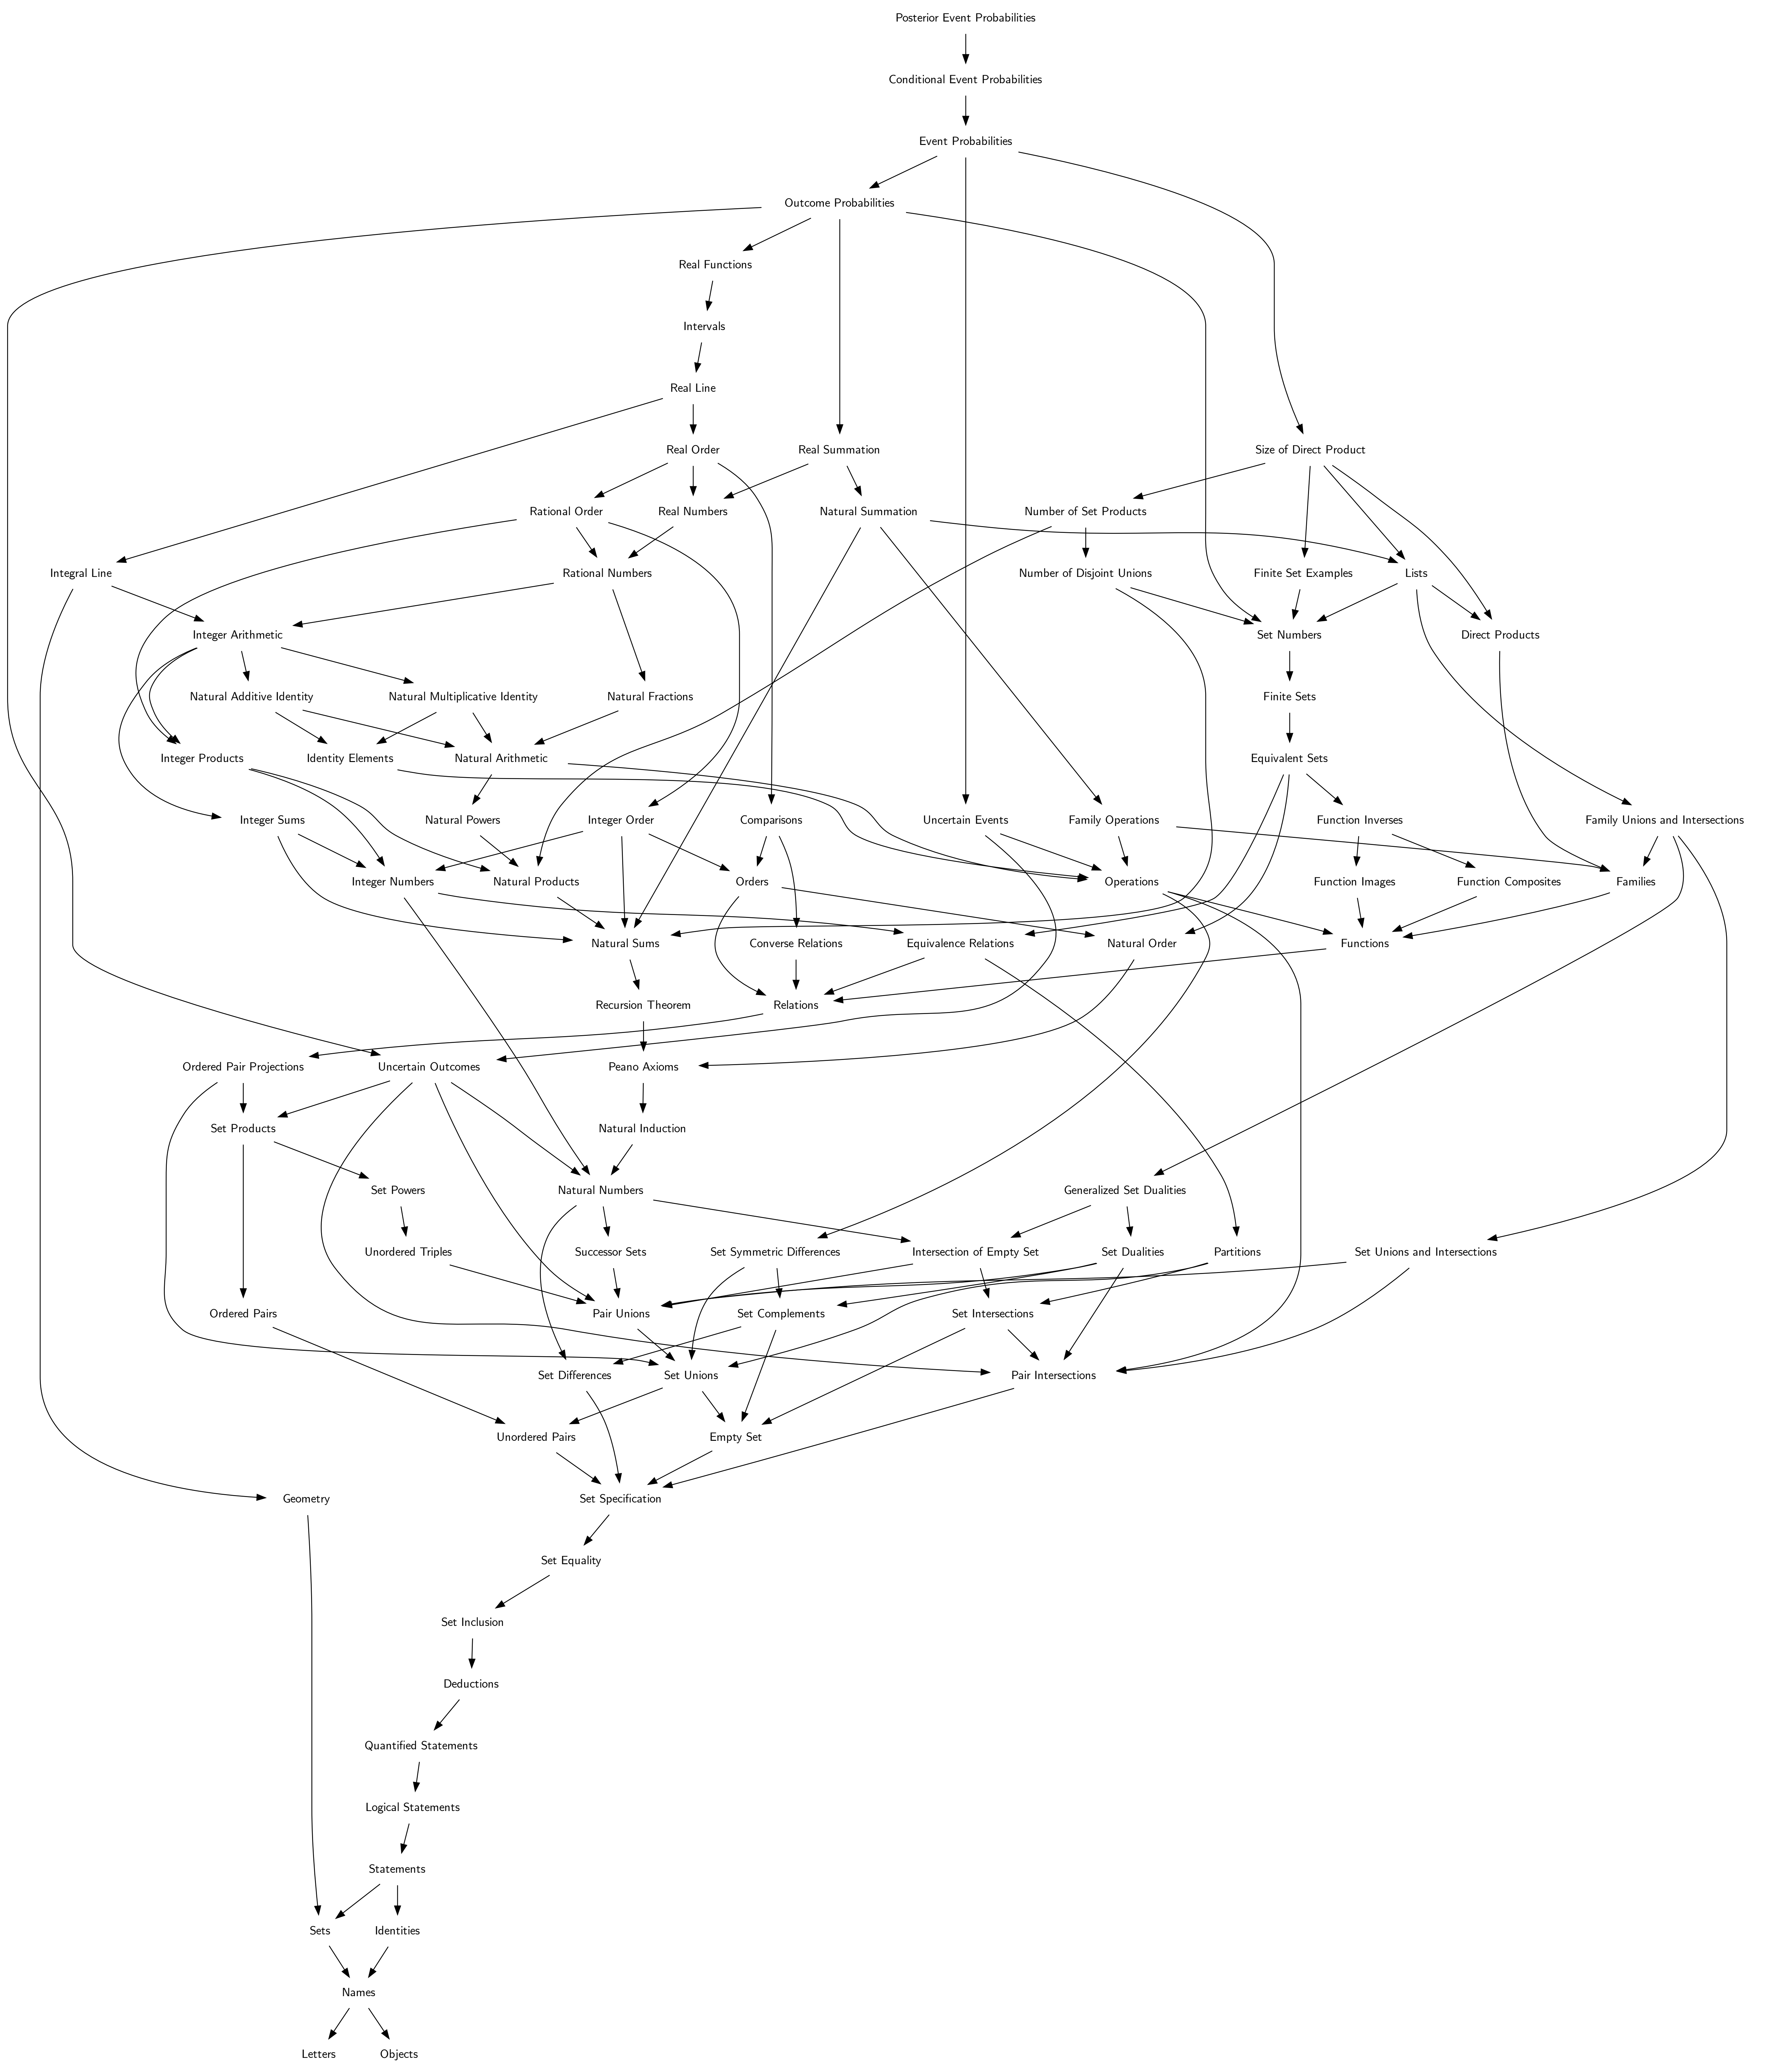 Posterior Event Probabilities
Conditional Event Probabilities
Event Probabilities
Outcome Probabilities
Real Functions
Intervals
Real Line
Real Order
Real Summation
Size of Direct Product
Rational Order
Real Numbers
Natural Summation
Number of Set Products
Integral Line
Rational Numbers
Number of Disjoint Unions
Finite Set Examples
Lists
Integer Arithmetic
Set Numbers
Direct Products
Natural Additive Identity
Natural Multiplicative Identity
Natural Fractions
Finite Sets
Integer Products
Identity Elements
Natural Arithmetic
Equivalent Sets
Integer Sums
Natural Powers
Integer Order
Comparisons
Uncertain Events
Family Operations
Function Inverses
Family Unions and Intersections
Integer Numbers
Natural Products
Orders
Operations
Function Images
Function Composites
Families
Natural Sums
Converse Relations
Equivalence Relations
Natural Order
Functions
Recursion Theorem
Relations
Ordered Pair Projections
Uncertain Outcomes
Peano Axioms
Set Products
Natural Induction
Set Powers
Natural Numbers
Generalized Set Dualities
Unordered Triples
Successor Sets
Set Symmetric Differences
Intersection of Empty Set
Set Dualities
Partitions
Set Unions and Intersections
Ordered Pairs
Pair Unions
Set Complements
Set Intersections
Set Differences
Set Unions
Pair Intersections
Unordered Pairs
Empty Set
Geometry
Set Specification
Set Equality
Set Inclusion
Deductions
Quantified Statements
Logical Statements
Statements
Sets
Identities
Names
Letters
Objects